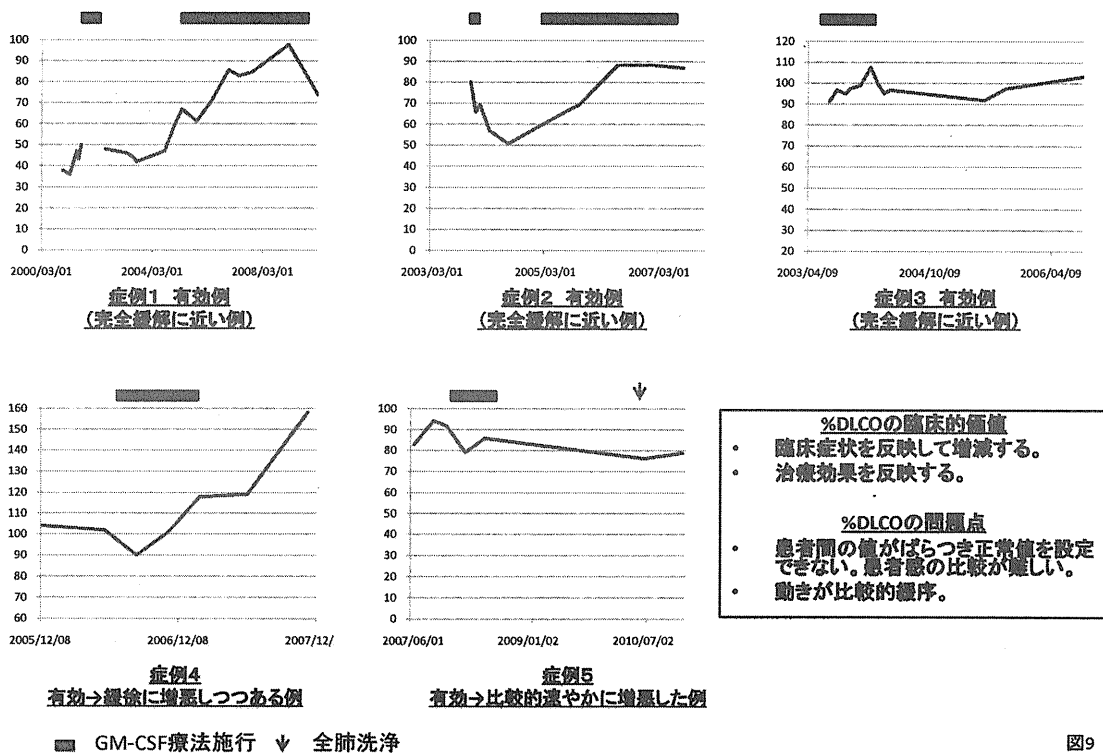 100
90
80
70
60
50
40
30
20
10
0
2000/03/01 2004/03/01 2008/03/01
症例1 有効例
(完全緩解に近い例)
100
90
80
70
60
50
40
30
20
10
0
2003/03/01 2005/03/01 2007/03/01
症例2 有効例
(完全緩解に近い例)
120
110
100
90
80
70
60
50
40
30
20
2003/04/09 2004/10/09 2006/04/09
症例3 有効例
(完全緩解に近い例)
160
150
140
130
120
110
100
90
80
70
60
2005/12/08 2006/12/08 2007/12/
症例4
有効→緩徐に増悪しつつある例
100
90
80
70
60
50
40
30
20
10
0
2007/06/01 2009/01/02 2010/07/02
症例5
有効→比較的速やかに増悪した例
%DLCOの臨床的価値
• 臨床症状を反映して増減する。
• 治療効果を反映する。
%DLCOの問題点
• 患者間の値がばらつき正常値を設定
できない。患者感の比較が難しい。
• 動きが比較的緩序。
GM-CSF療法施行 全肺洗浄
図9